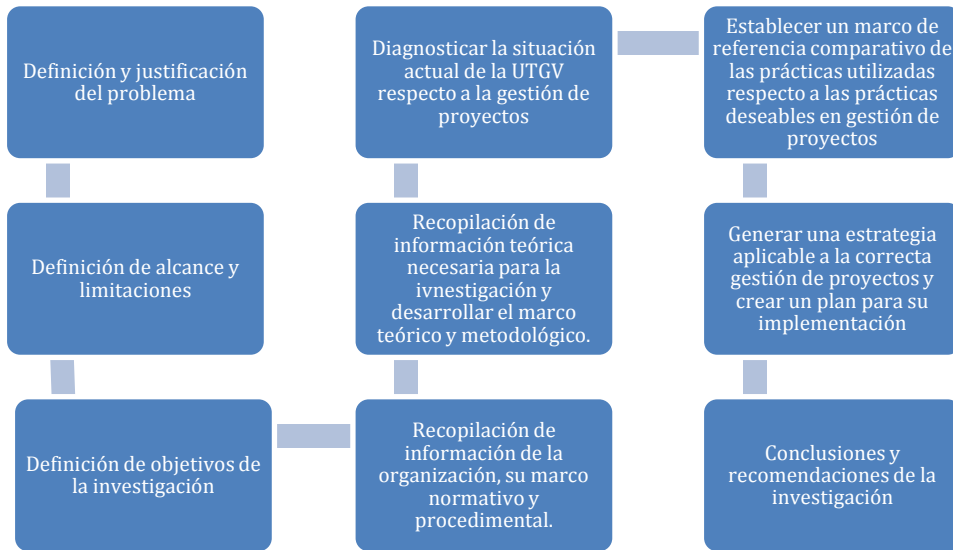 Definición y justificación
del problema
Definición de alcance y
limitaciones
Definición de objetivos de
la investigación
Recopilación de
información de la
organización, su marco
normativo y
procedimental.
Recopilación de
información teórica
necesaria para la
ivnestigación y
desarrollar el marco
teórico y metodológico.
Diagnosticar la situación
actual de la UTGV
respecto a la gestión de
proyectos
Establecer un marco de
referencia comparativo de
las prácticas utilizadas
respecto a las prácticas
deseables en gestión de
proyectos
Generar una estrategia
aplicable a la correcta
gestión de proyectos y
crear un plan para su
implementación
Conclusiones y
recomendaciones de la
investigación